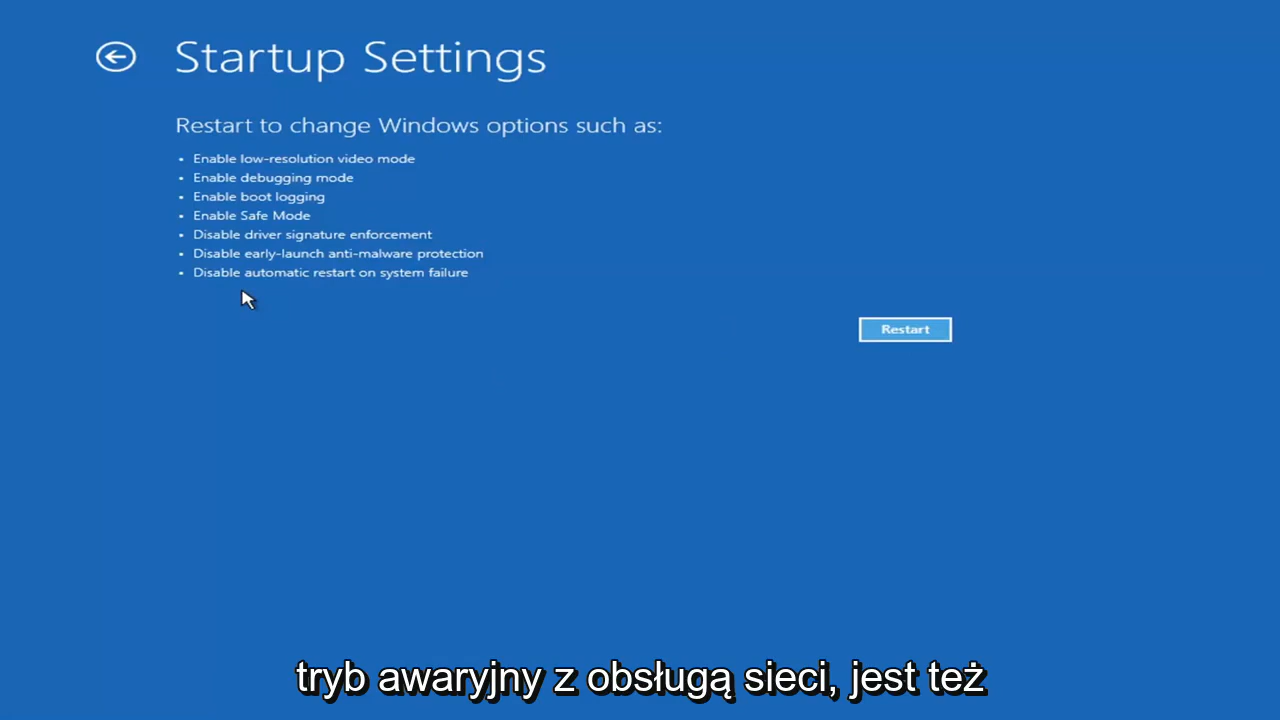 Startup Settings
Restart to change Windows options such as:
• Enable low-resolution video mode
• Enable debugging mode
• Enable boot logging
• Enable Safe Mode
• Disable driver signature enforcement
• Disable early-launch anti-malware protection
• Disable automatic restart on system failure
Restart
tryb awaryjny z obsługą sieci, jest też